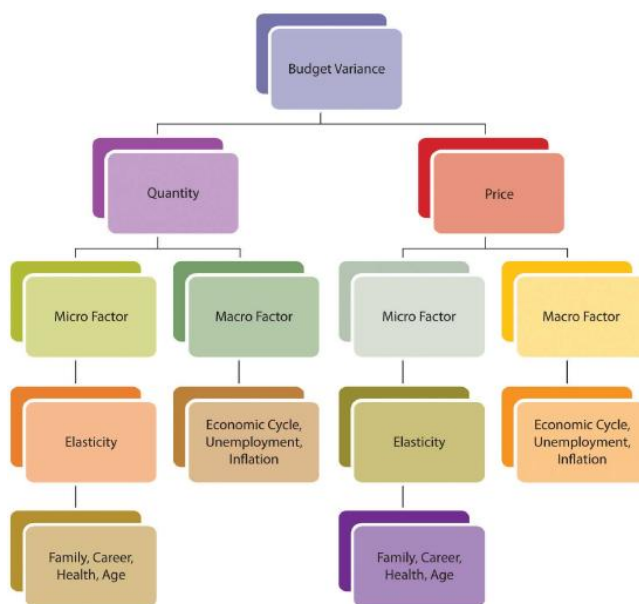 Budget Variance
Quantity
Price
Micro Factor
Macro Factor
Micro Factor
Macro Factor
Elasticity
Economic Cycle,
Unemployment,
Inflation
Elasticity
Economic Cycle,
Unemployment,
Inflation
Family, Career,
Health, Age
Family, Career,
Health, Age